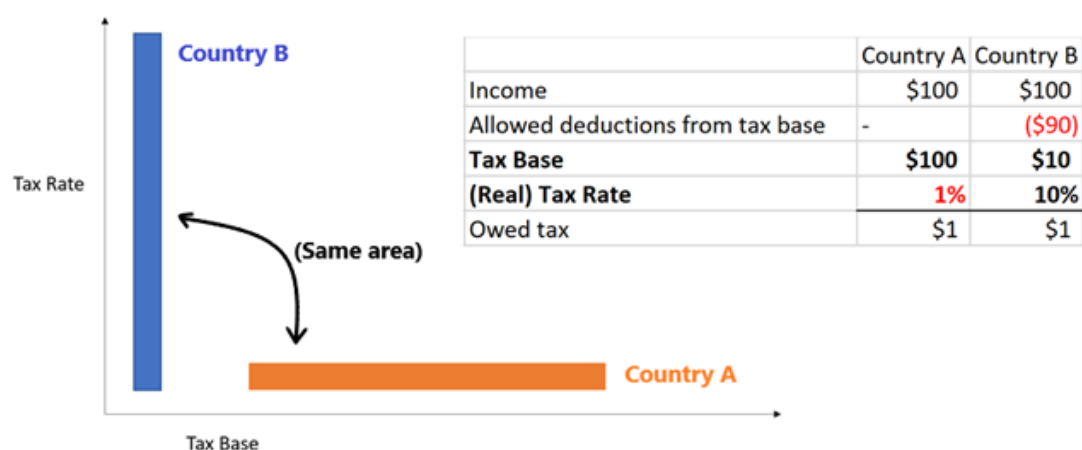 Country B
Tax Rate
(Same area)
Country A
Tax Base
Country A Country B
Income $100 $100
Allowed deductions from tax base - ($90)
Tax Base $100 $10
(Real) Tax Rate 1% 10%
Owed tax $1 $1